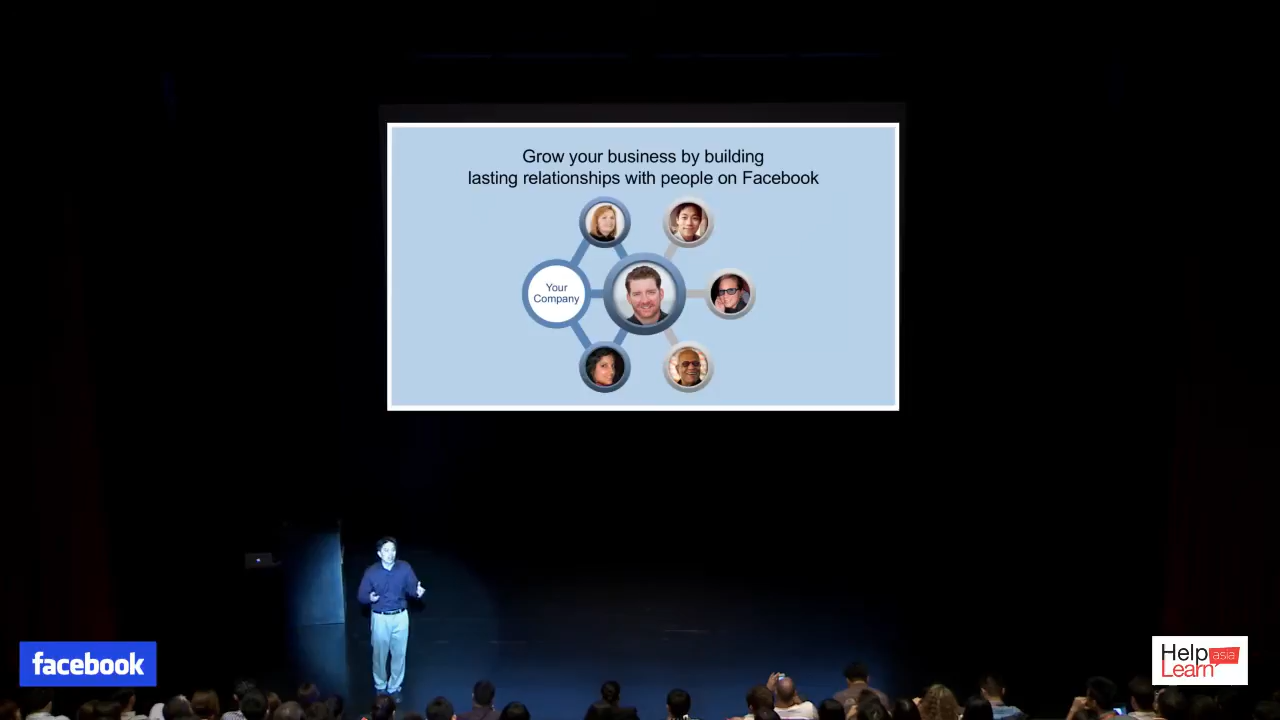 Grow your business by building
lasting relationships with people on Facebook
Your
Company
facebook
Help
asia
Learn